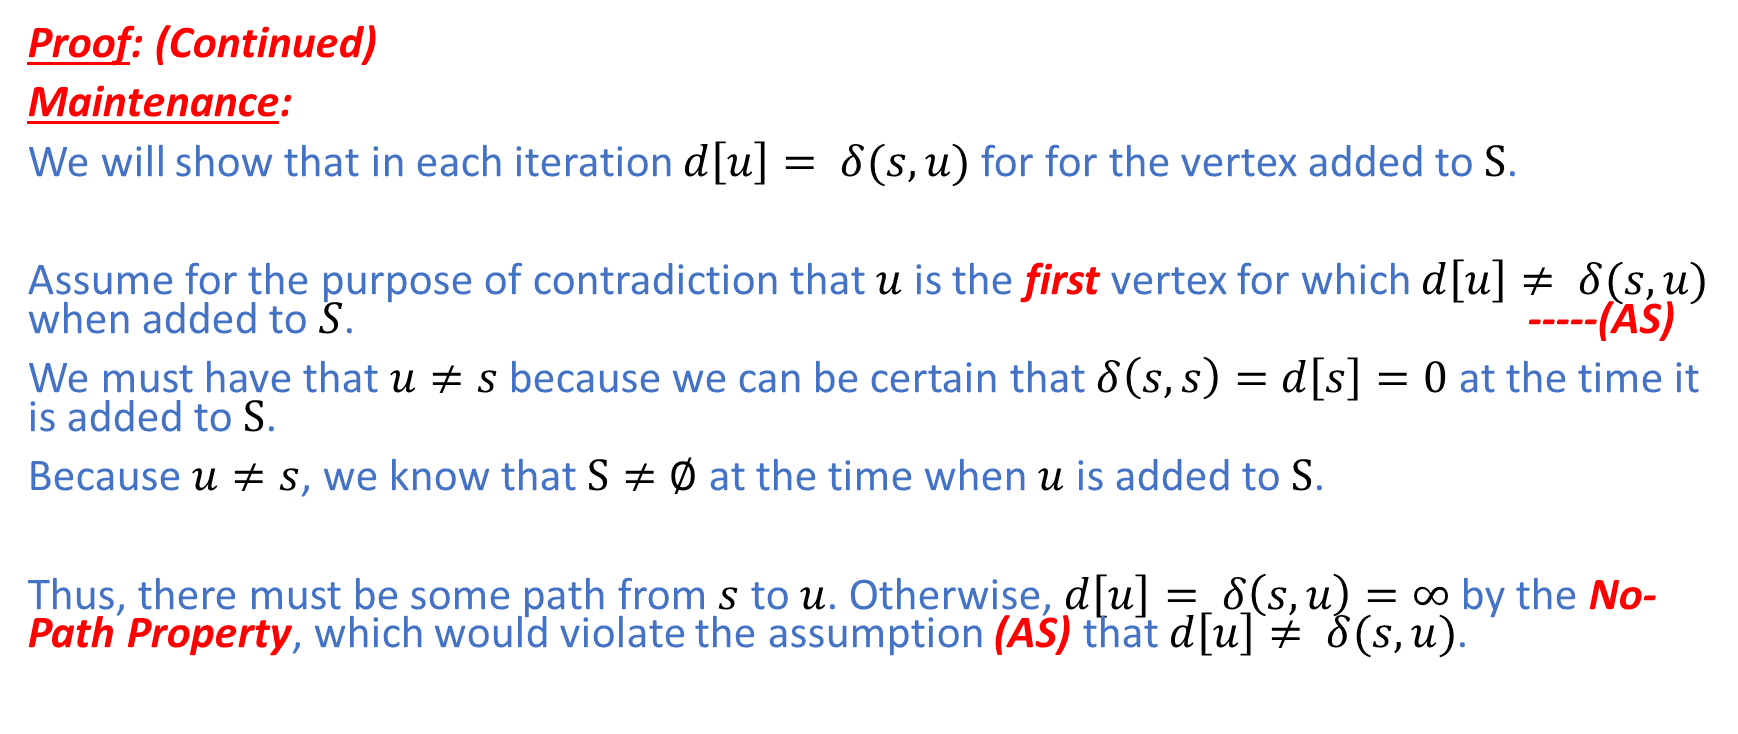 Proof: (Continued)
Maintenance:
We will show that in each iteration d[u] = δ(s, u) for for the vertex added to S.
Assume for the purpose of contradiction that u is the first vertex for which d[u] ≠ δ(s, u)
when added to S. -----(AS)
We must have that u ≠ s because we can be certain that δ(s, s) = d[s] = 0 at the time it
is added to S.
Because u ≠ s, we know that S ≠ ∅ at the time when u is added to S.
Thus, there must be some path from s to u. Otherwise, d[u] = δ(s, u) = ∞ by the No-
Path Property, which would violate the assumption (AS) that d[u] ≠ δ(s, u).